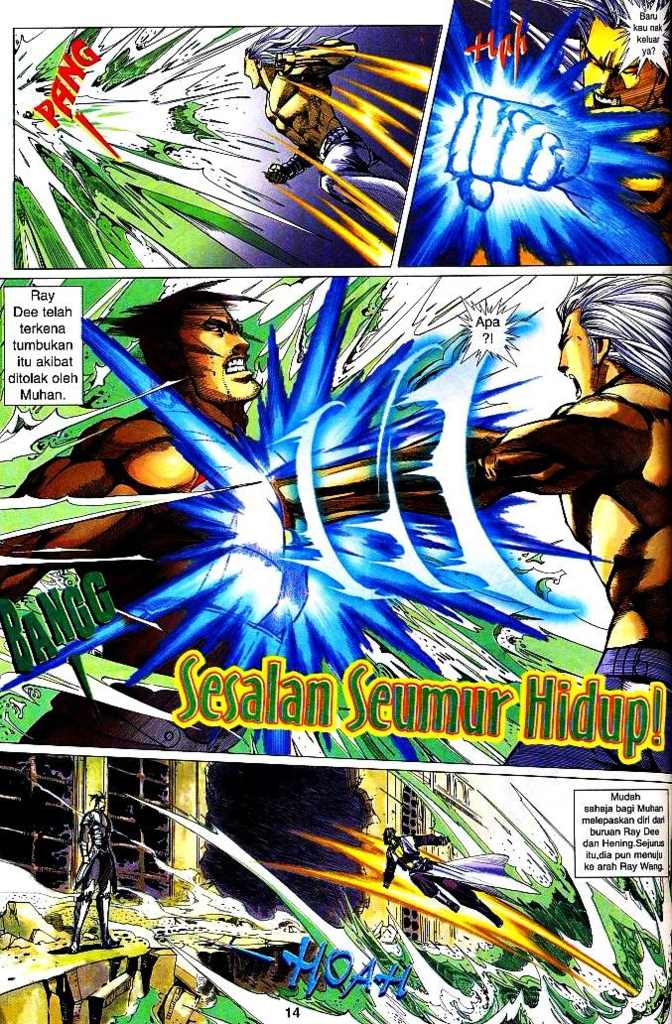 PANG
Hah
Baru
kau nak
keluar
ya?
Ray
Dee telah
terkena
tumbukan
itu akibat
ditolak oleh
Muhan.
Apa
?!
BANGG
Sesalan Seumur Hidup!
Mudah
sahaja bagi Muhan
melepaskan diri dari
buruan Ray Dee
dan Hening.Sejurus
itu,dia pun menuju
ke arah Ray Wang.
HOAH
14